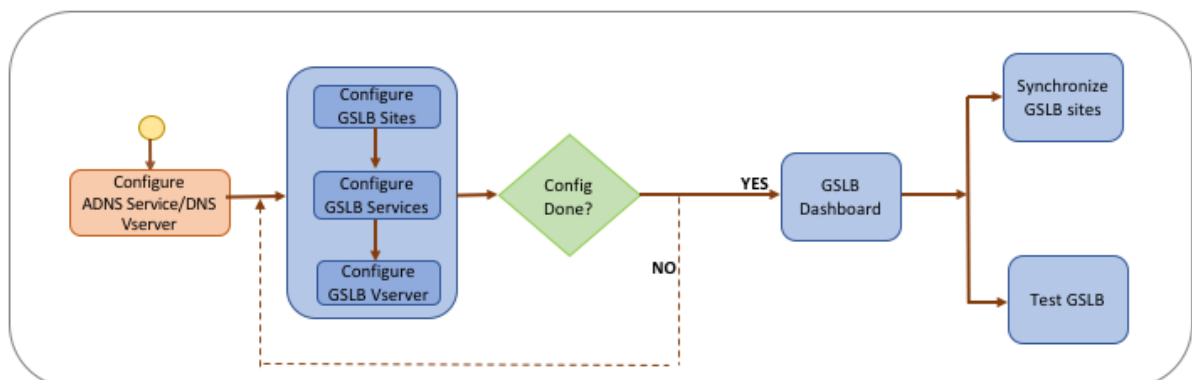 Configure
ADNS Service/DNS
Vserver
Configure
GSLB Sites
Configure
GSLB Services
Configure
GSLB Vserver
Config
Done?
YES
NO
GSLB
Dashboard
Synchronize
GSLB sites
Test GSLB